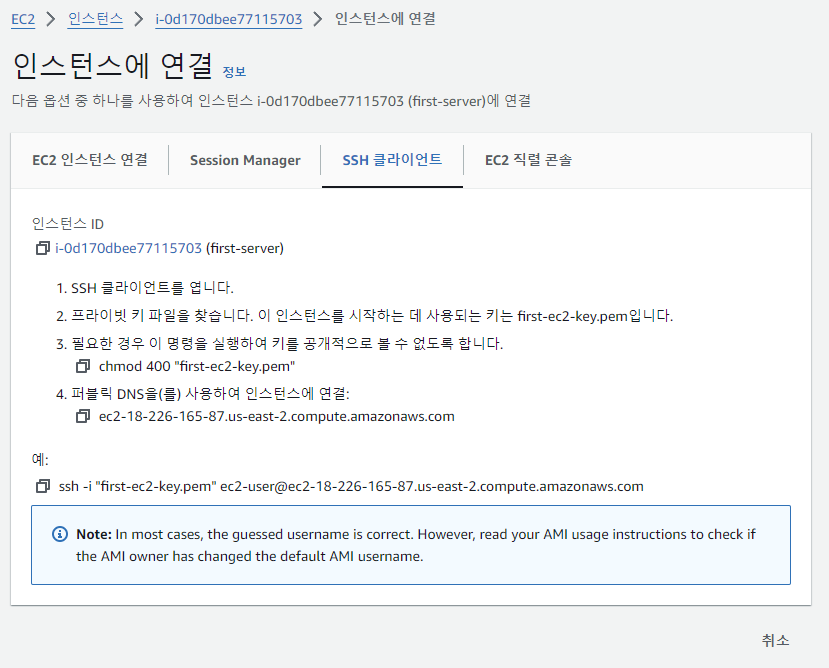 EC2 > 인스턴스 > i-0d170dbee77115703 > 인스턴스에 연결
인스턴스에 연결 정보
다음 옵션 중 하나를 사용하여 인스턴스 i-0d170dbee77115703 (first-server)에 연결
EC2 인스턴스 연결 Session Manager SSH 클라이언트 EC2 직렬 콘솔
인스턴스 ID
i-0d170dbee77115703 (first-server)
1. SSH 클라이언트를 엽니다.
2. 프라이빗 키 파일을 찾습니다. 이 인스턴스를 시작하는 데 사용되는 키는 first-ec2-key.pem입니다.
3. 필요한 경우 이 명령을 실행하여 키를 공개적으로 볼 수 없도록 합니다.
chmod 400 "first-ec2-key.pem"
4. 퍼블릭 DNS을(를) 사용하여 인스턴스에 연결:
ec2-18-226-165-87.us-east-2.compute.amazonaws.com
예:
ssh -i "first-ec2-key.pem" ec2-user@ec2-18-226-165-87.us-east-2.compute.amazonaws.com
Note: In most cases, the guessed username is correct. However, read your AMI usage instructions to check if
the AMI owner has changed the default AMI username.
취소